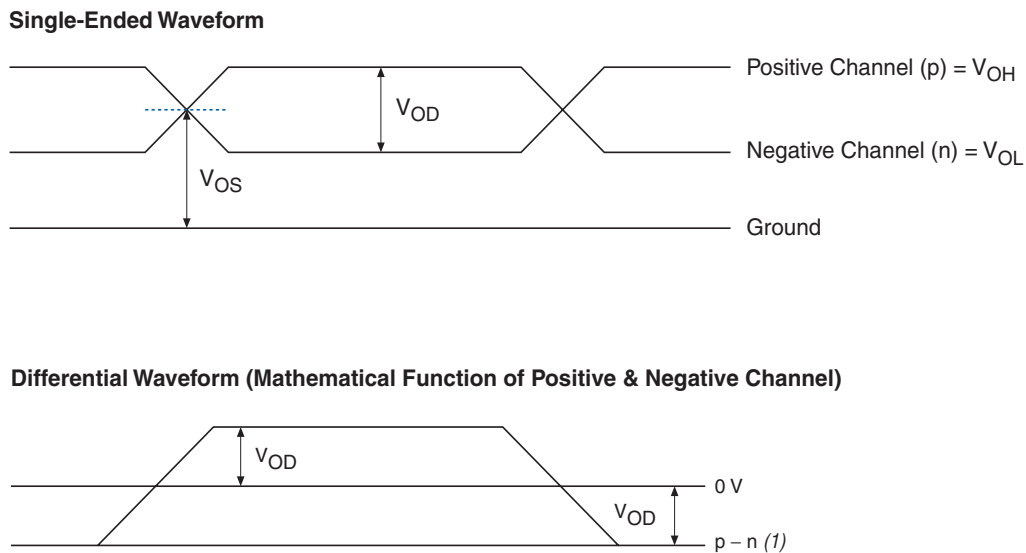 Single-Ended Waveform
Positive Channel (p) = VOH
VOD
Negative Channel (n) = VOL
VOS
Ground
Differential Waveform (Mathematical Function of Positive & Negative Channel)
VOD
0 V
VOD
p − n (1)